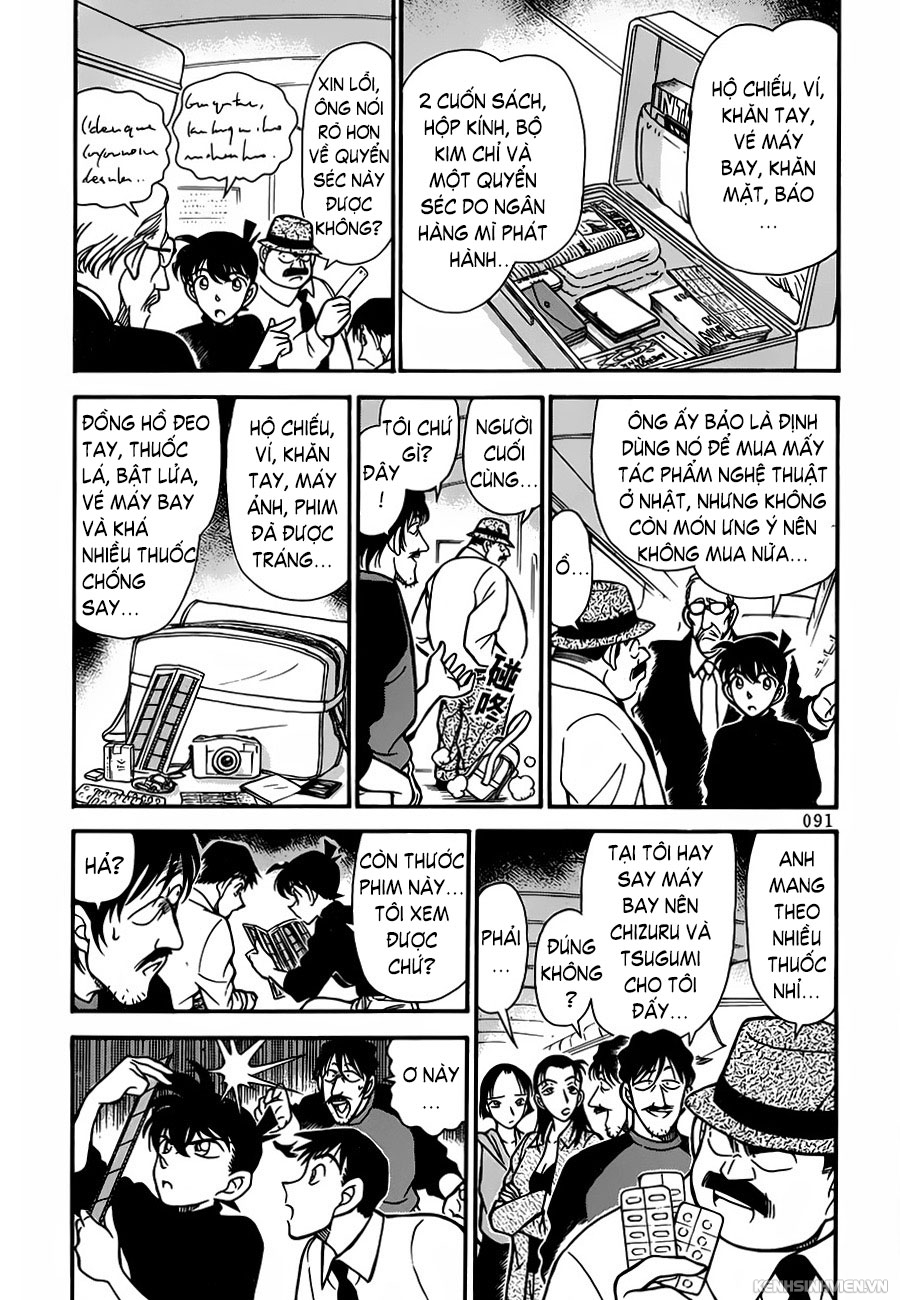 HỘ CHIẾU, VÍ,
KHĂN TAY,
VÉ MÁY
BAY, KHĂN
MẶT, BÁO
...
2 CUỐN SÁCH,
HỘP KÍNH, BỘ
KIM CHỈ VÀ
MỘT QUYỂN
SÉC DO NGÂN
HÀNG MĨ PHÁT
HÀNH...
XIN LỖI,
ÔNG NÓI
RÕ HƠN
VỀ QUYỂN
SÉC NÀY
ĐƯỢC
KHÔNG?
ÔNG ẤY BẢO LÀ ĐỊNH
DÙNG NÓ ĐỂ MUA MẤY
TÁC PHẨM NGHỆ THUẬT
Ở NHẬT, NHƯNG KHÔNG
CÒN MÓN ƯNG Ý NÊN
KHÔNG MUA NỮA...
Ồ...
NGƯỜI
CUỐI
CÙNG...
TÔI CHỨ
GÌ?
ĐÂY
!
碰咚
HỘ CHIẾU,
VÍ, KHĂN
TAY, MÁY
ẢNH, PHIM
ĐÃ ĐƯỢC
TRÁNG,
ĐỒNG HỒ ĐEO
TAY, THUỐC
LÁ, BẬT LỬA,
VÉ MÁY BAY
VÀ KHÁ
NHIỀU THUỐC
CHỐNG
SAY...
091
ANH
MANG
THEO
NHIỀU
THUỐC
NHỈ...
TẠI TÔI HAY
SAY MÁY
BAY NÊN
CHIZURU VÀ
TSUGUMI
CHO TÔI
ĐẤY.
ĐÚNG
KHÔNG
?
PHẢI
...
CÒN THƯỚC
PHIM NÀY...
TÔI XEM
ĐƯỢC
CHỨ?
HẢ?
Ơ NÀY
...
KENHSINHVIEN.VN